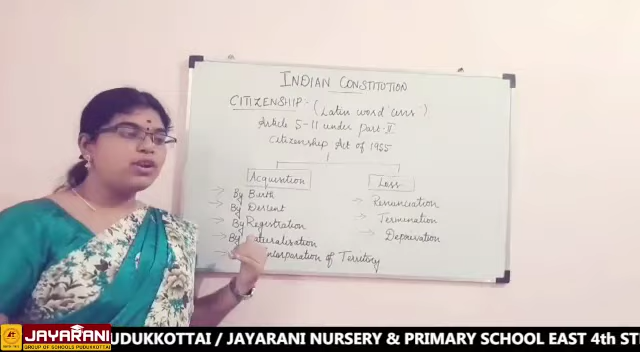 INDIAN CONSTITUTION
CITIZENSHIP - (Latin word civis)
Article 5-11 under part-II
Citizenship Act of 1955
Acquisition
→ By Birth
→ By Descent
→ By Registration
→ By Naturalisation
→ of Territory
Loss
→ Renunciation
→ Termination
→ Deprivation
JAYARANI
GROUP OF SCHOOLS PUDUKKOTTAI
UDUKKOTTAI / JAYARANI NURSERY & PRIMARY SCHOOL EAST 4th ST